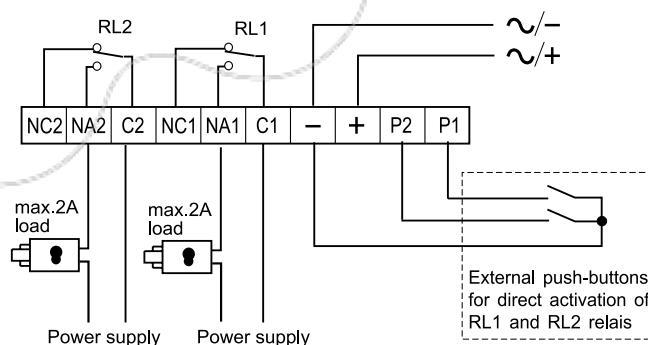 RL2
RL1
~/–
~/+
NC2 NA2 C2 NC1 NA1 C1 – + P2 P1
max.2A
load
max.2A
load
External push-buttons
for direct activation of
RL1 and RL2 relais
Power supply
Power supply